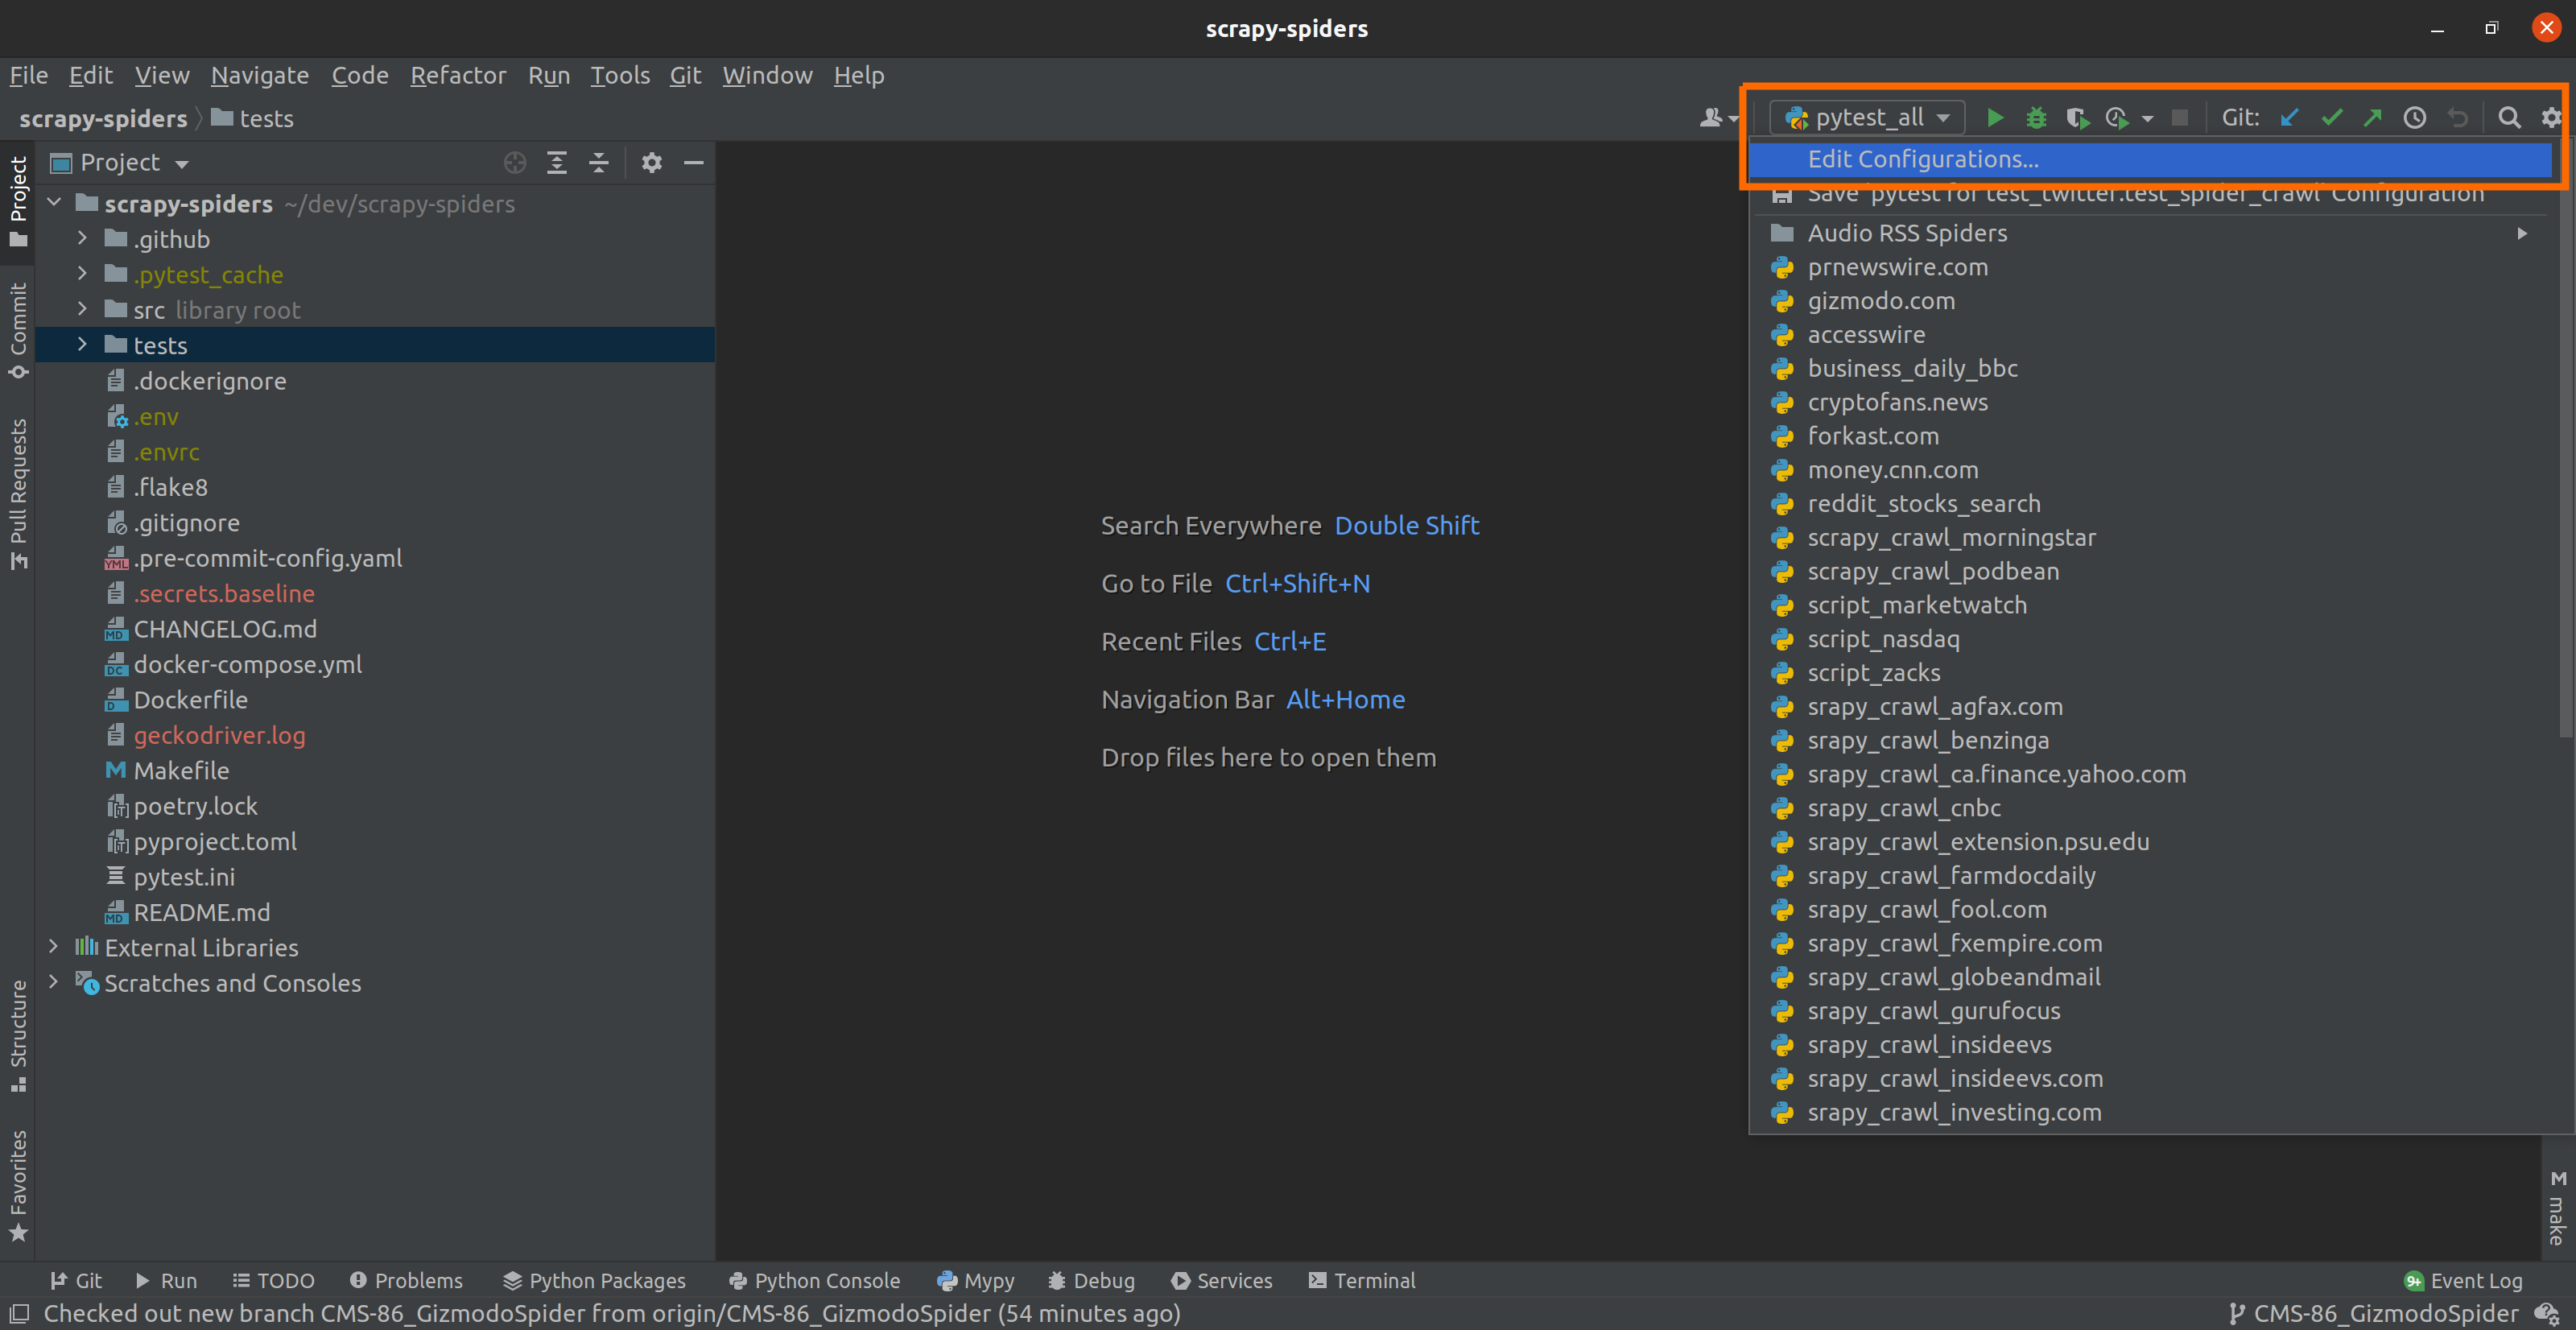 scrapy-spiders
File Edit View Navigate Code Refactor Run Tools Git Window Help
scrapy-spiders tests
pytest_all Git:
Edit Configurations...
Save 'pytest for test_twitter.test_spider_crawl' Configuration
Audio RSS Spiders
prnewswire.com
gizmodo.com
accesswire
business_daily_bbc
cryptofans.news
forkast.com
money.cnn.com
reddit_stocks_search
scrapy_crawl_morningstar
scrapy_crawl_podbean
script_marketwatch
script_nasdaq
script_zacks
srapy_crawl_agfax.com
srapy_crawl_benzinga
srapy_crawl_ca.finance.yahoo.com
srapy_crawl_cnbc
srapy_crawl_extension.psu.edu
srapy_crawl_farmdocdaily
srapy_crawl_fool.com
srapy_crawl_fxempire.com
srapy_crawl_globeandmail
srapy_crawl_gurufocus
srapy_crawl_insideevs
srapy_crawl_insideevs.com
srapy_crawl_investing.com
Project
Commit
Pull Requests
Structure
Favorites
Project
scrapy-spiders ~/dev/scrapy-spiders
.github
.pytest_cache
src library root
tests
.dockerignore
.env
.envrc
.flake8
.gitignore
YML .pre-commit-config.yaml
.secrets.baseline
MD CHANGELOG.md
DC docker-compose.yml
D Dockerfile
geckodriver.log
M Makefile
poetry.lock
pyproject.toml
pytest.ini
MD README.md
External Libraries
Scratches and Consoles
Search Everywhere Double Shift
Go to File Ctrl+Shift+N
Recent Files Ctrl+E
Navigation Bar Alt+Home
Drop files here to open them
M make
Git Run TODO Problems Python Packages Python Console Mypy Debug Services Terminal 9+ Event Log
Checked out new branch CMS-86_GizmodoSpider from origin/CMS-86_GizmodoSpider (54 minutes ago) CMS-86_GizmodoSpider